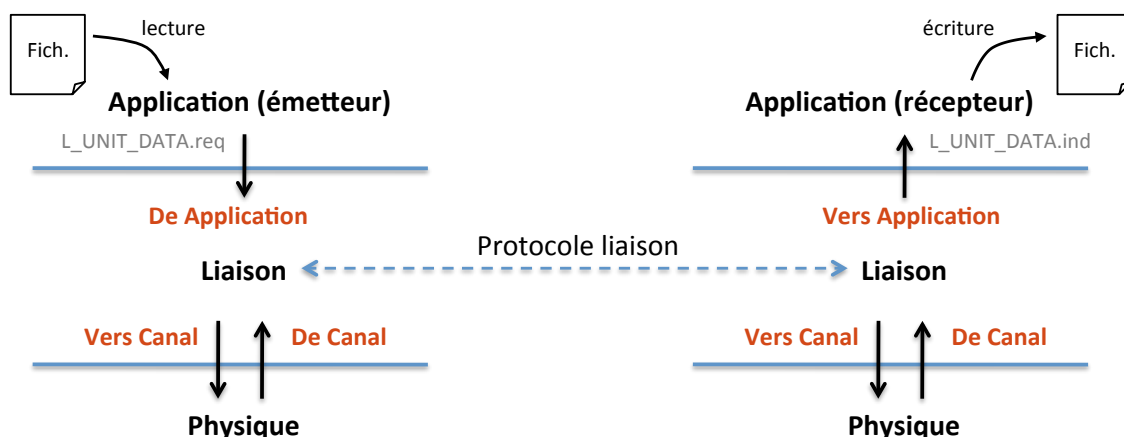 lecture
écriture
Fich.
Fich.
Application (émetteur)
Application (récepteur)
L_UNIT_DATA.req
L_UNIT_DATA.ind
De Application
Vers Application
Protocole liaison
Liaison
Liaison
Vers Canal
De Canal
Vers Canal
De Canal
Physique
Physique